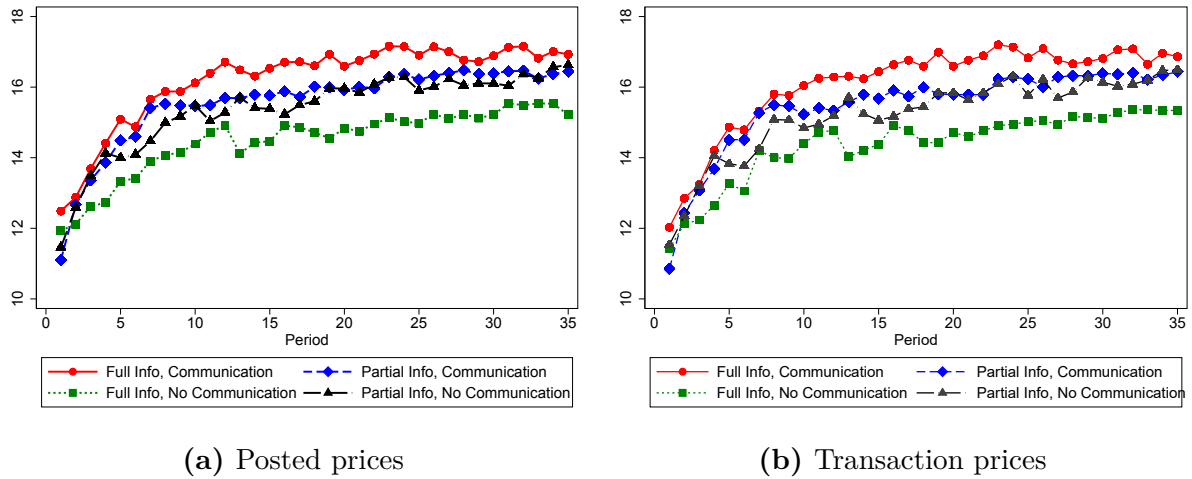 18
16
14
12
10
0 5 10 15 20 25 30 35
Period
Full Info, Communication
Partial Info, Communication
Full Info, No Communication
Partial Info, No Communication
(a) Posted prices
18
16
14
12
10
0 5 10 15 20 25 30 35
Period
Full Info, Communication
Partial Info, Communication
Full Info, No Communication
Partial Info, No Communication
(b) Transaction prices